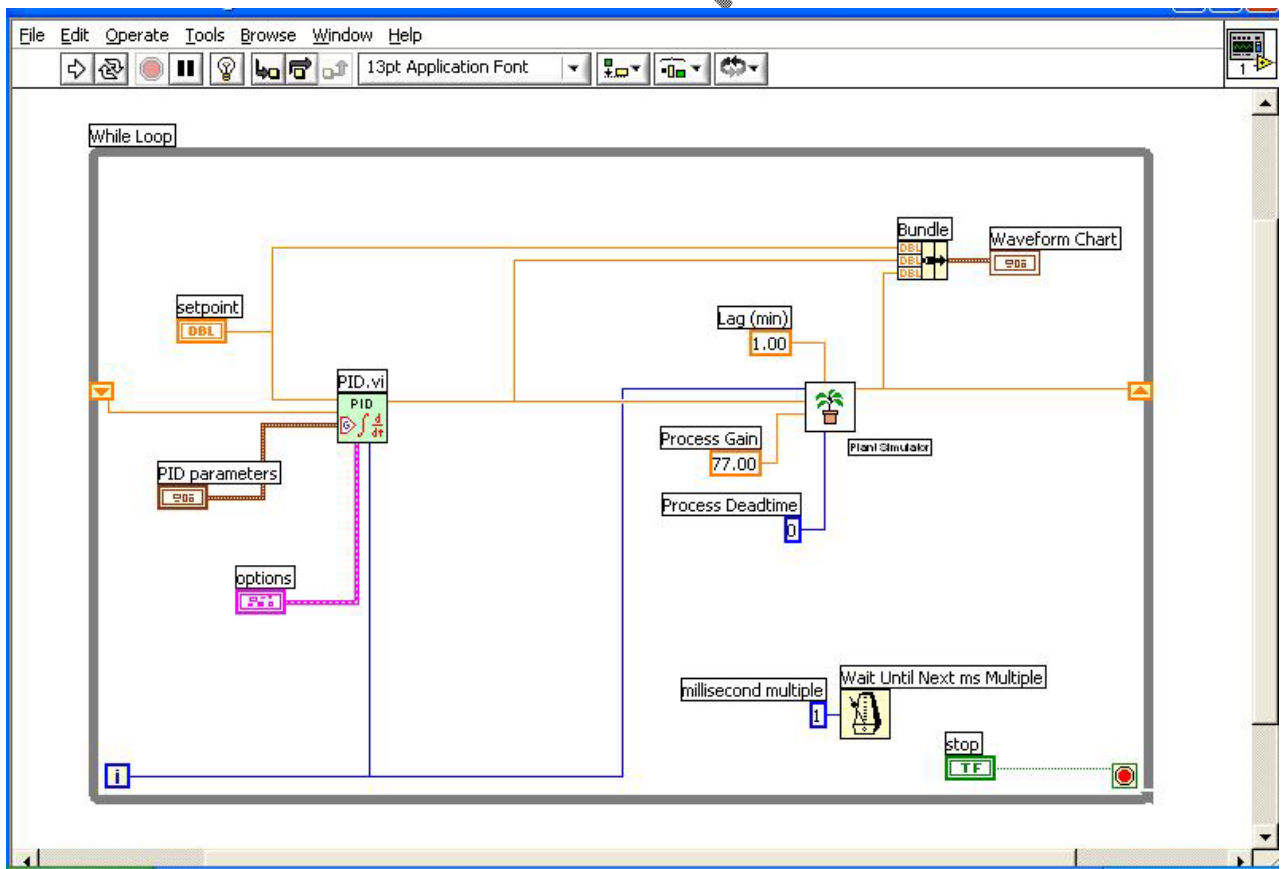 File Edit Operate Tools Browse Window Help
13pt Application Font
1
While Loop
Bundle
Waveform Chart
DBL
DBL
DBL
setpoint
DBL
Lag (min)
1.00
PID.vi
PID
G
d
dt
Process Gain
77.00
Plant Simulator
PID parameters
Process Deadtime
0
options
Wait Until Next ms Multiple
millisecond multiple
1
stop
TF
i